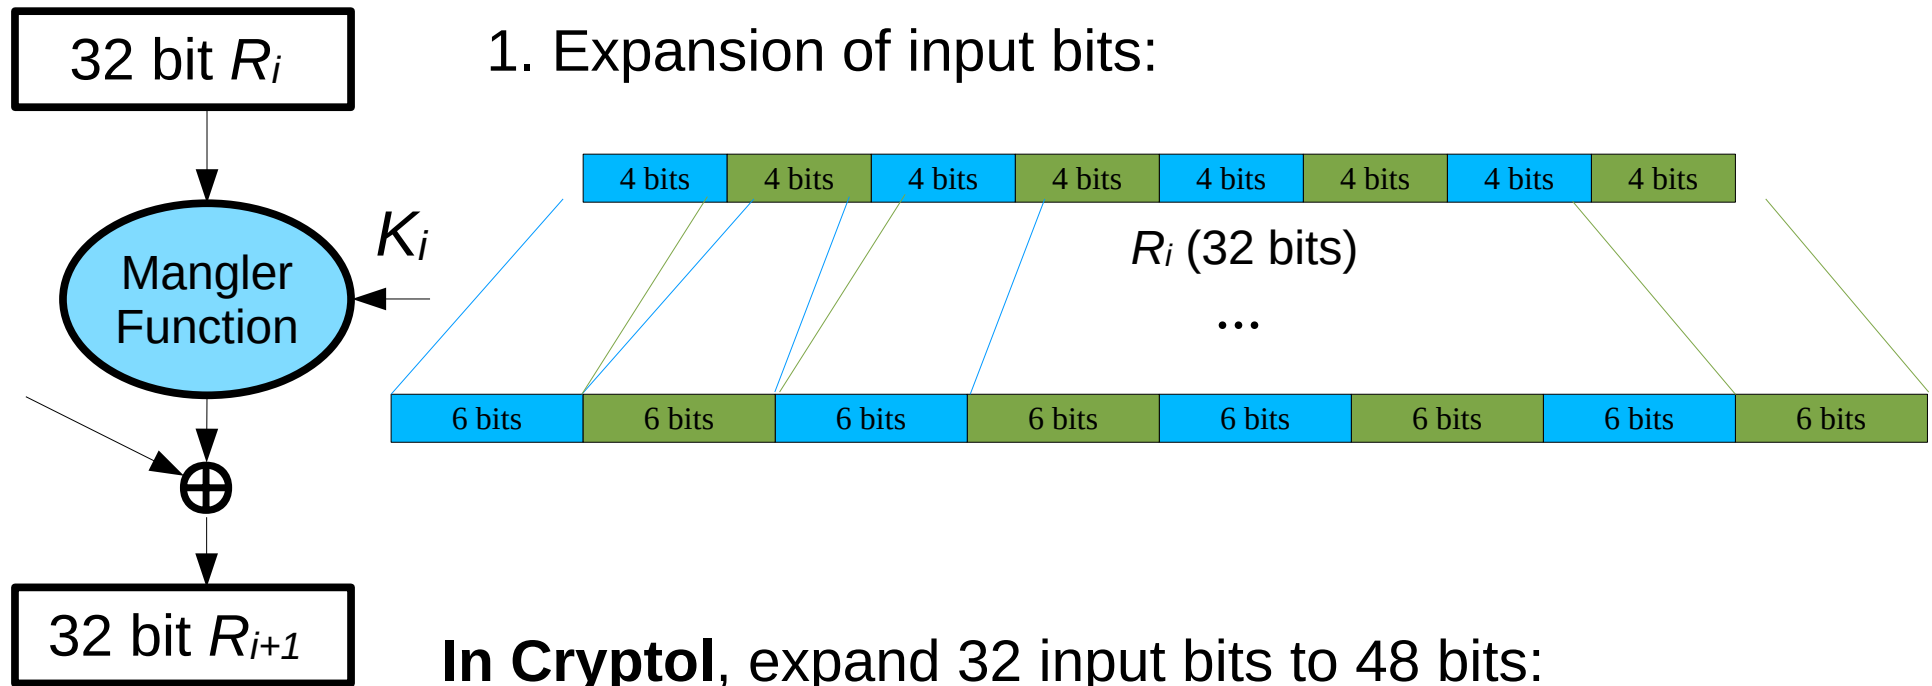 32 bit Ri
1. Expansion of input bits:
4 bits 4 bits 4 bits 4 bits 4 bits 4 bits 4 bits 4 bits
Ki
Ri (32 bits)
...
Mangler
Function
6 bits 6 bits 6 bits 6 bits 6 bits 6 bits 6 bits 6 bits
32 bit Ri+1
In Cryptol, expand 32 input bits to 48 bits: